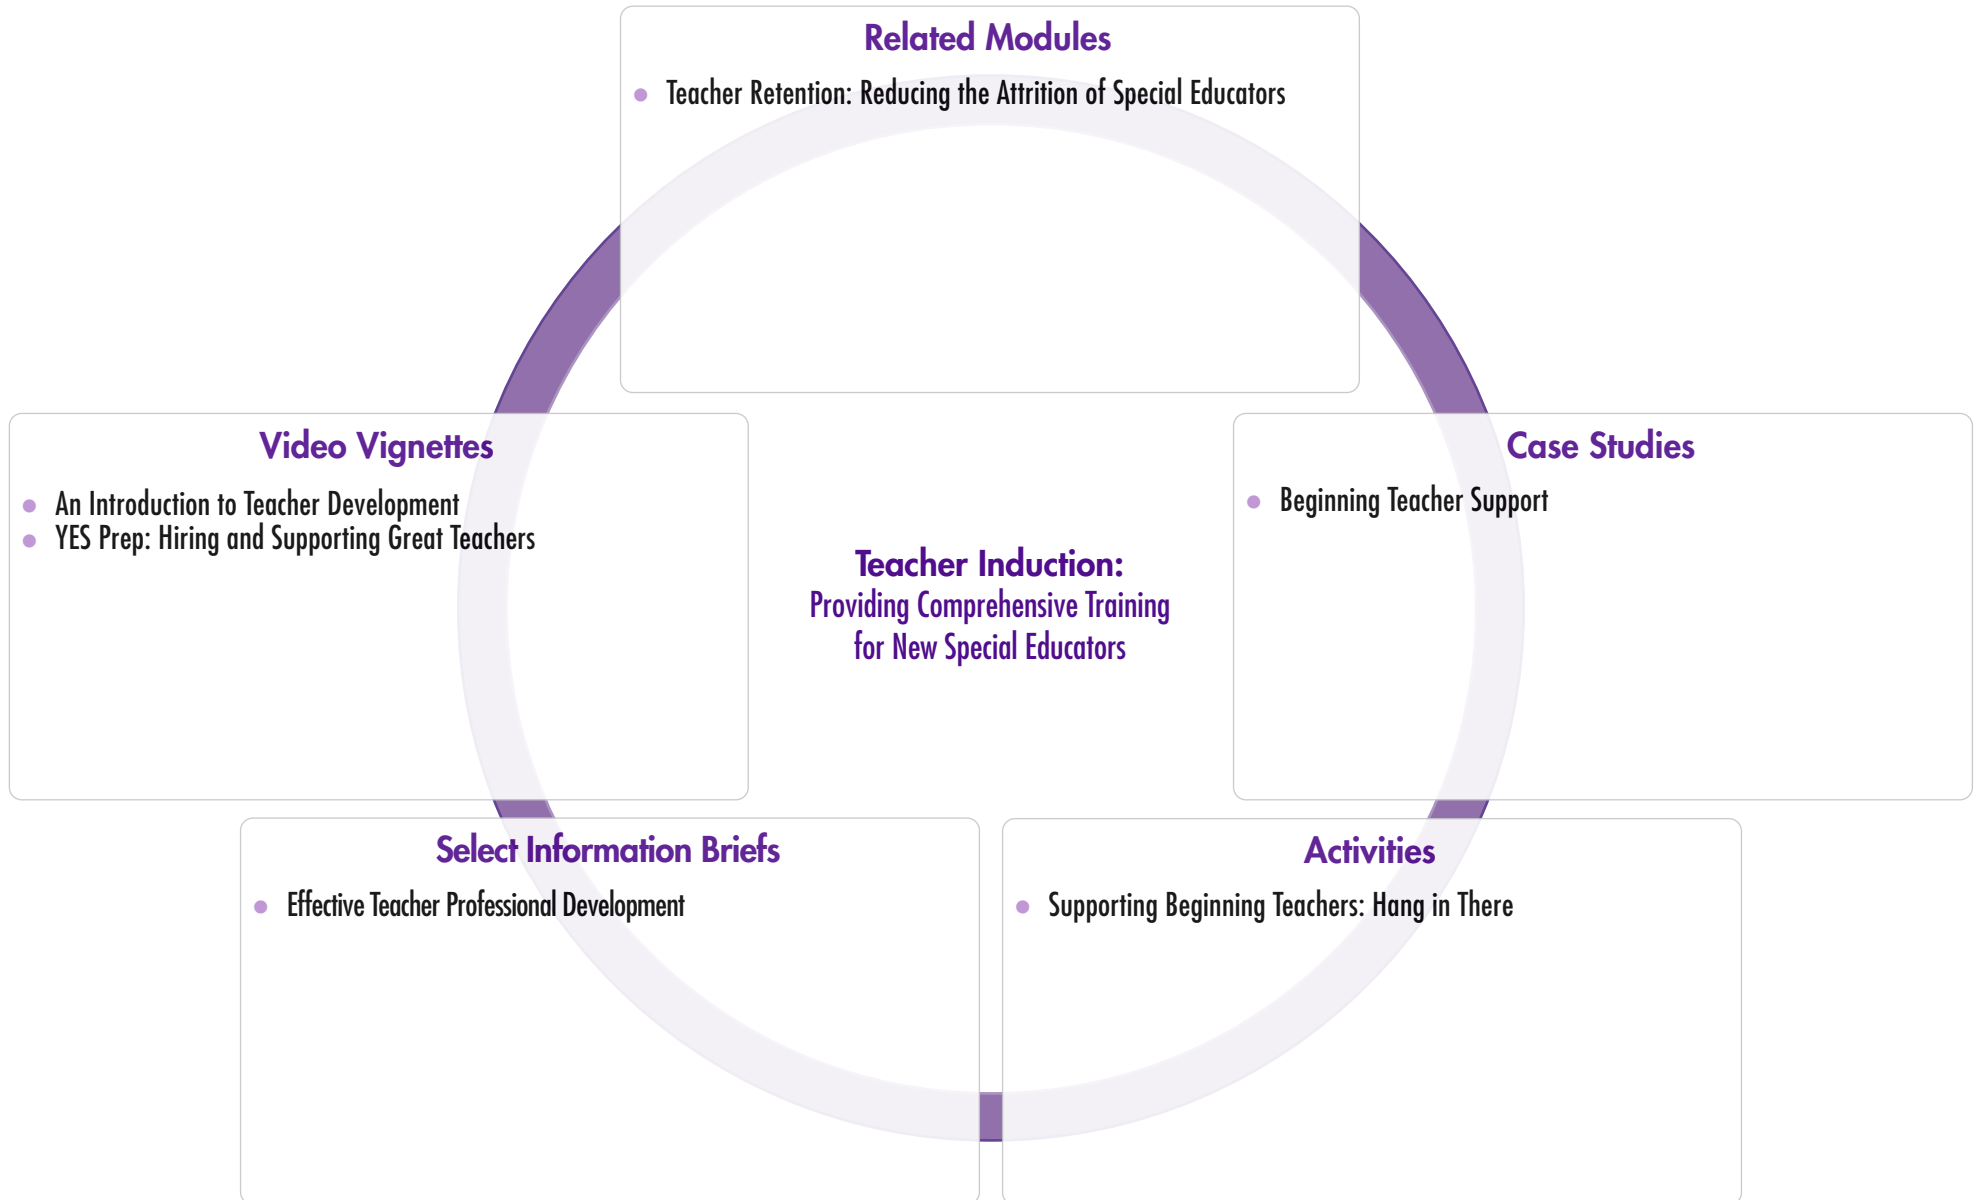 Related Modules
Teacher Retention: Reducing the Attrition of Special Educators
Video Vignettes
An Introduction to Teacher Development
YES Prep: Hiring and Supporting Great Teachers
Teacher Induction:
Providing Comprehensive Training
for New Special Educators
Case Studies
Beginning Teacher Support
Select Information Briefs
Effective Teacher Professional Development
Activities
Supporting Beginning Teachers: Hang in There